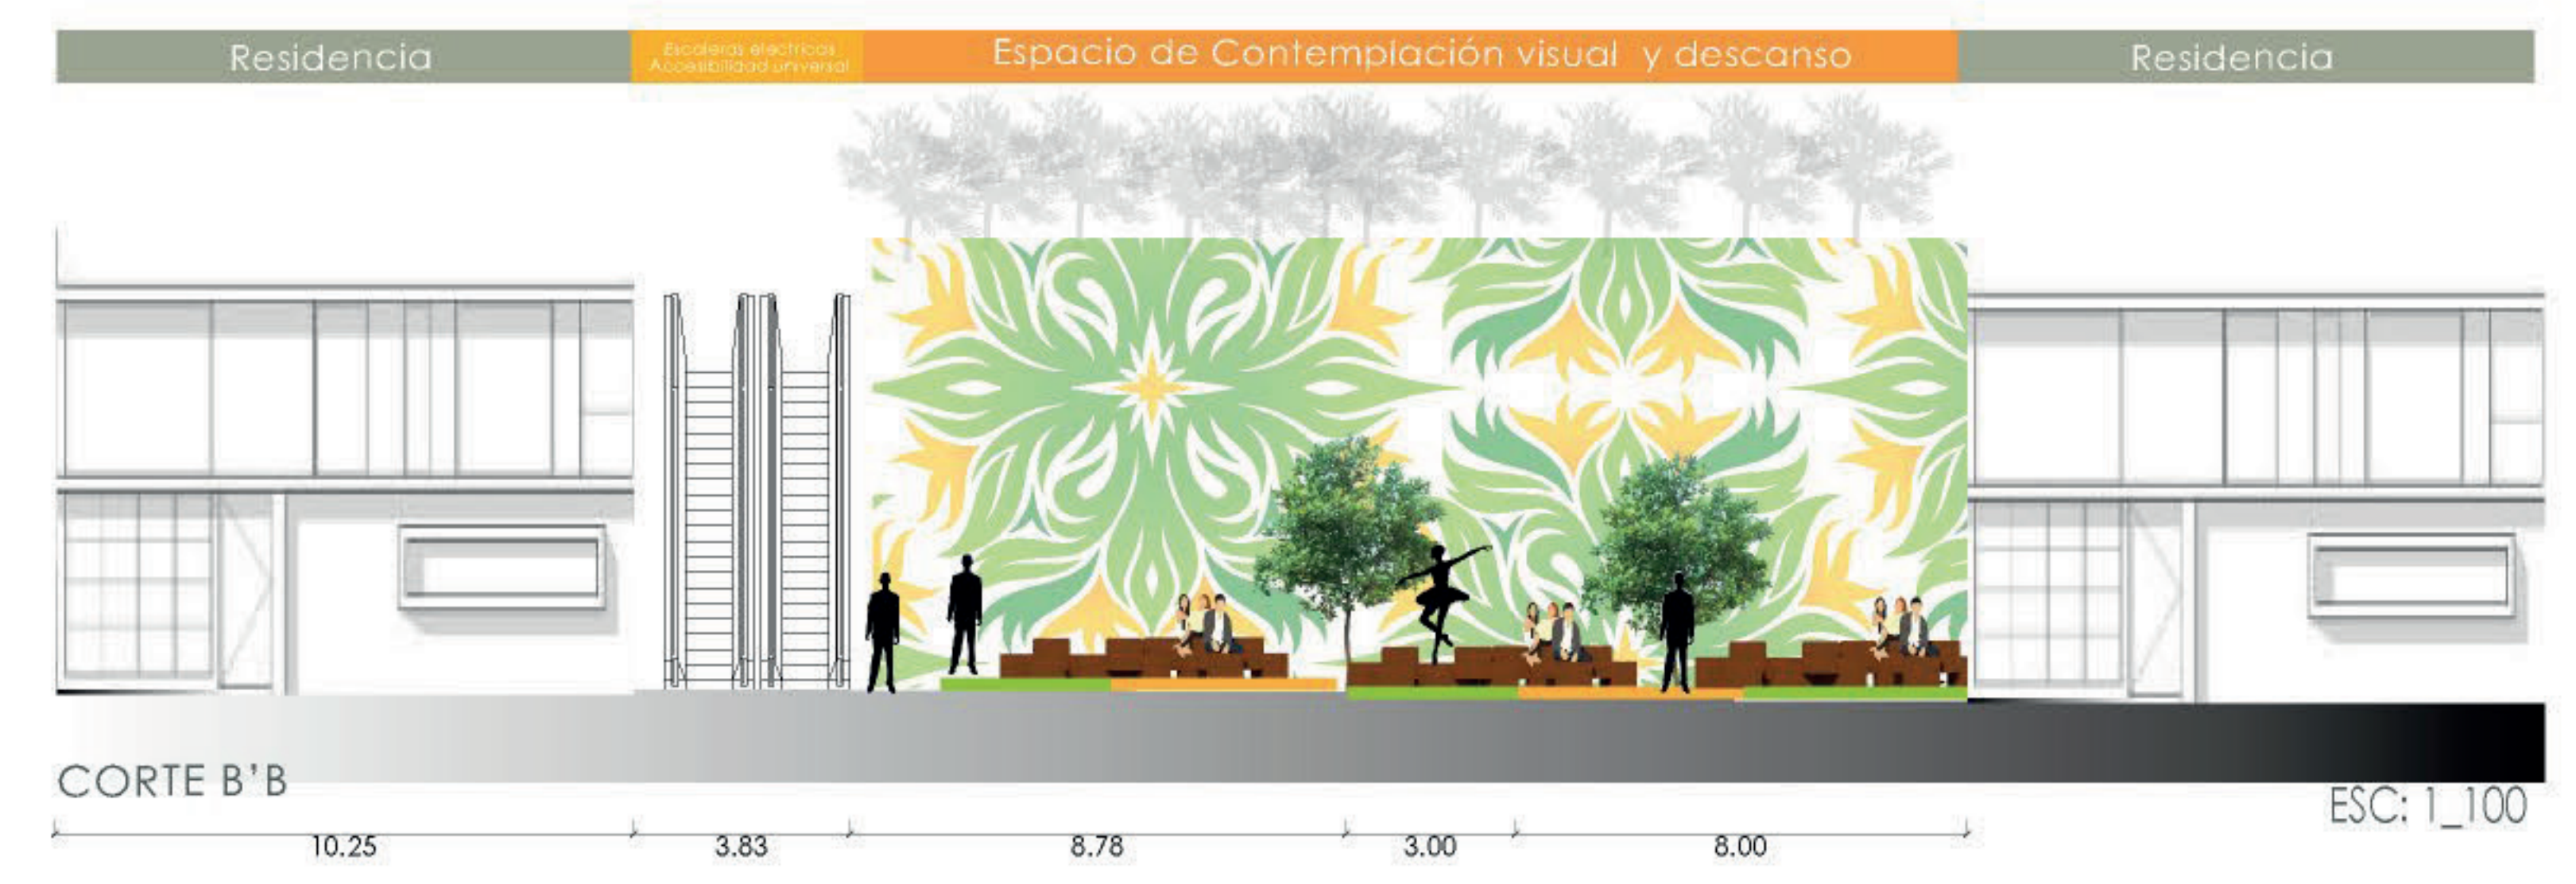 Residencia
Escaleras electricas
Accesibilidad universal
Espacio de Contemplación visual y descanso
Residencia
CORTE B'B
ESC: 1_100
10.25
3.83
8.78
3.00
8.00